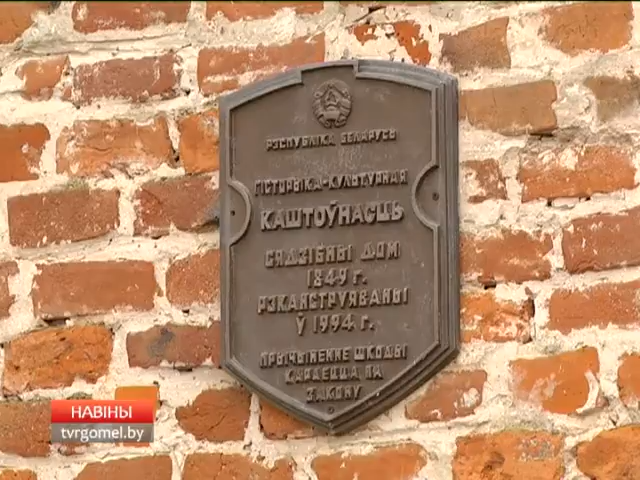 РЭСПУБЛІКА БЕЛАРУСЬ
ГІСТОРЫКА-КУЛЬТУРНАЯ
КАШТОЎНАСЦЬ
СЯДЗІБНЫ ДОМ
1849 г.
РЭКАНСТРУЯВАНЫ
Ў 1994 г.
ПРЫЧЫНЕННЕ ШКОДЫ
КАРАЕЦЦА ПА
ЗАКОНУ
НАВІНЫ
tvrgomel.by